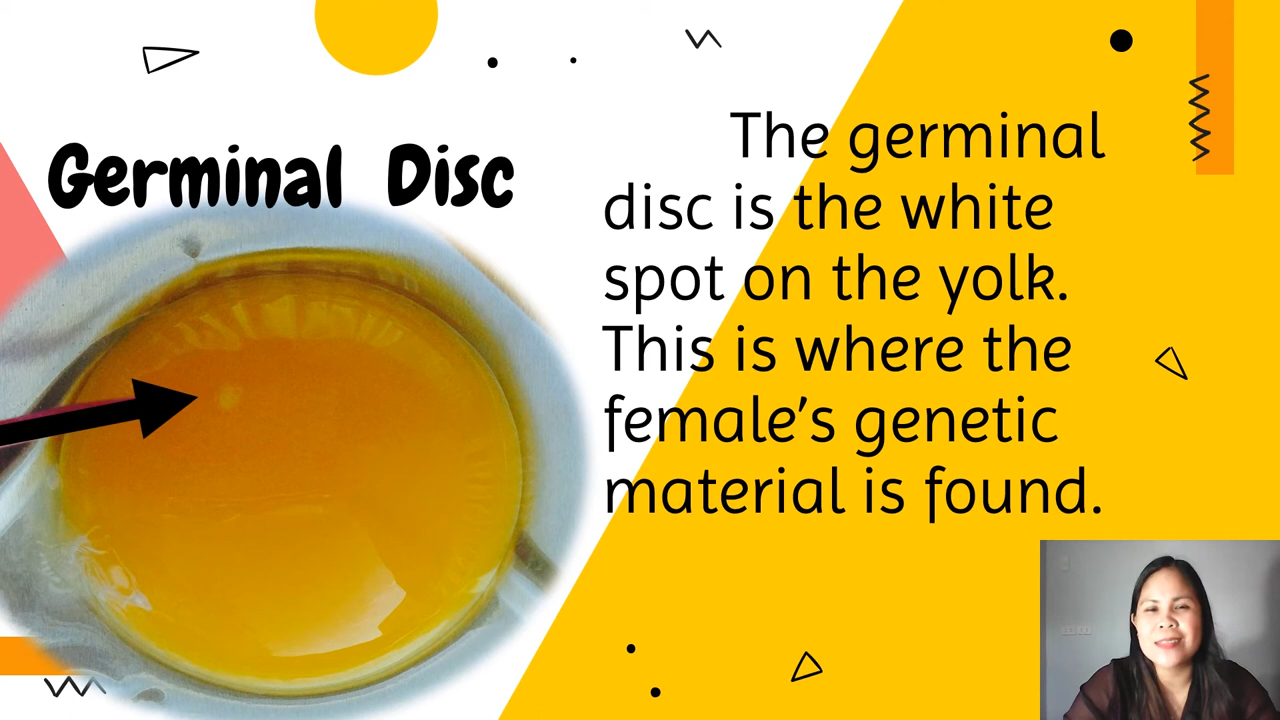 Germinal Disc
The germinal
disc is the white
spot on the yolk.
This is where the
female's genetic
material is found.